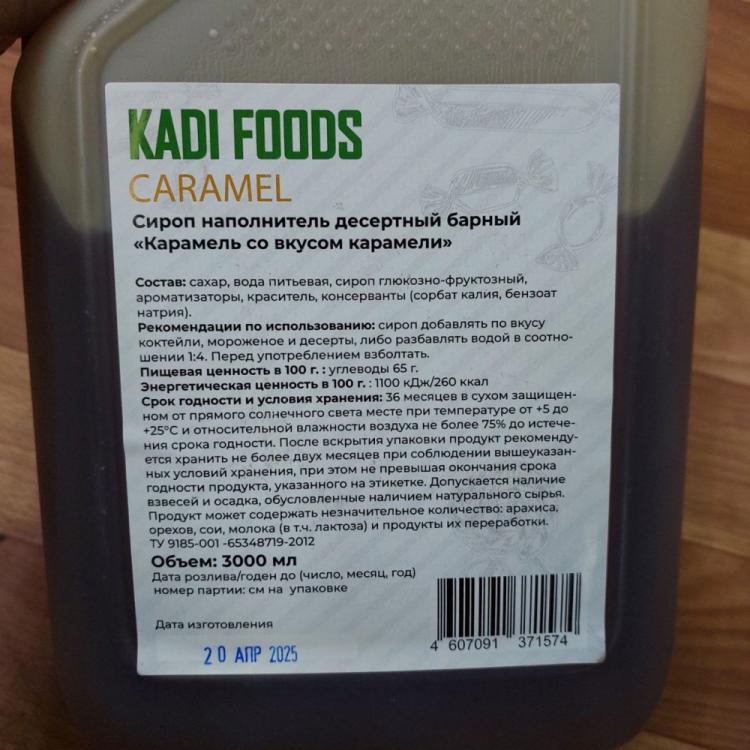 KADI FOODS
CARAMEL
Сироп наполнитель десертный барный
«Карамель со вкусом карамели»
Состав: сахар, вода питьевая, сироп глюкозно-фруктозный,
ароматизаторы, краситель, консерванты (сорбат калия, бензоат
натрия).
Рекомендации по использованию: сироп добавлять по вкусу
коктейли, мороженое и десерты, либо разбавлять водой в соотно-
шении 1:4. Перед употреблением взболтать.
Пищевая ценность в 100 г. : углеводы 65 г.
Энергетическая ценность в 100 г. : 1100 кДж/260 ккал
Срок годности и условия хранения: 36 месяцев в сухом защищен-
ном от прямого солнечного света месте при температуре от +5 до
+25°С и относительной влажности воздуха не более 75% до истече-
ния срока годности. После вскрытия упаковки продукт рекоменду-
ется хранить не более двух месяцев при соблюдении вышеуказан-
ных условий хранения, при этом не превышая окончания срока
годности продукта, указанного на этикетке. Допускается наличие
взвесей и осадка, обусловленные наличием натурального сырья.
Продукт может содержать незначительное количество: арахиса,
орехов, сои, молока (в т.ч. лактоза) и продукты их переработки.
ТУ 9185-001 -65348719-2012
Объем: 3000 мл
Дата розлива/годен до (число, месяц, год)
номер партии: см на упаковке
Дата изготовления
20 АПР 2025
4 607091 371574